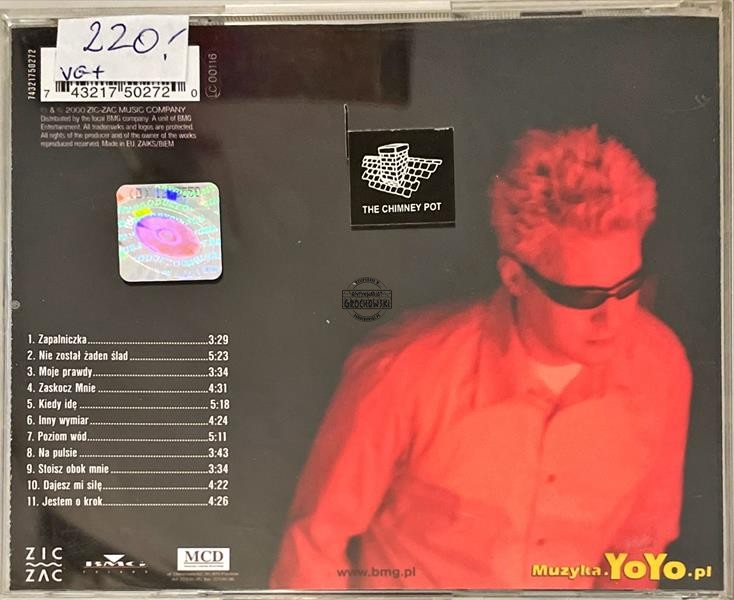 220,-
VG+
74321750272
7 43217 50272 0
LC 00116
℗ & © 2000 ZIC-ZAC MUSIC COMPANY
Distributed by the local BMG company. A unit of BMG
Entertainment. All trademarks and logos are protected.
All rights of the producer and of the owner of the works
reproduced reserved. Made in EU. ZAIKS/BIEM
THE CHIMNEY POT
GROCHOWSKI
1. Zapalniczka 3:29
2. Nie został żaden ślad 5:23
3. Moje prawdy 3:34
4. Zaskocz Mnie 4:31
5. Kiedy idę 5:18
6. Inny wymiar 4:24
7. Poziom wód 5:11
8. Na pulsie 3:43
9. Stoisz obok mnie 3:34
10. Dajesz mi siłę 4:22
11. Jestem o krok 4:26
ZIC
ZAC
BMG
POLAND
MCD
www.bmg.pl
Muzyka.YoYo.pl